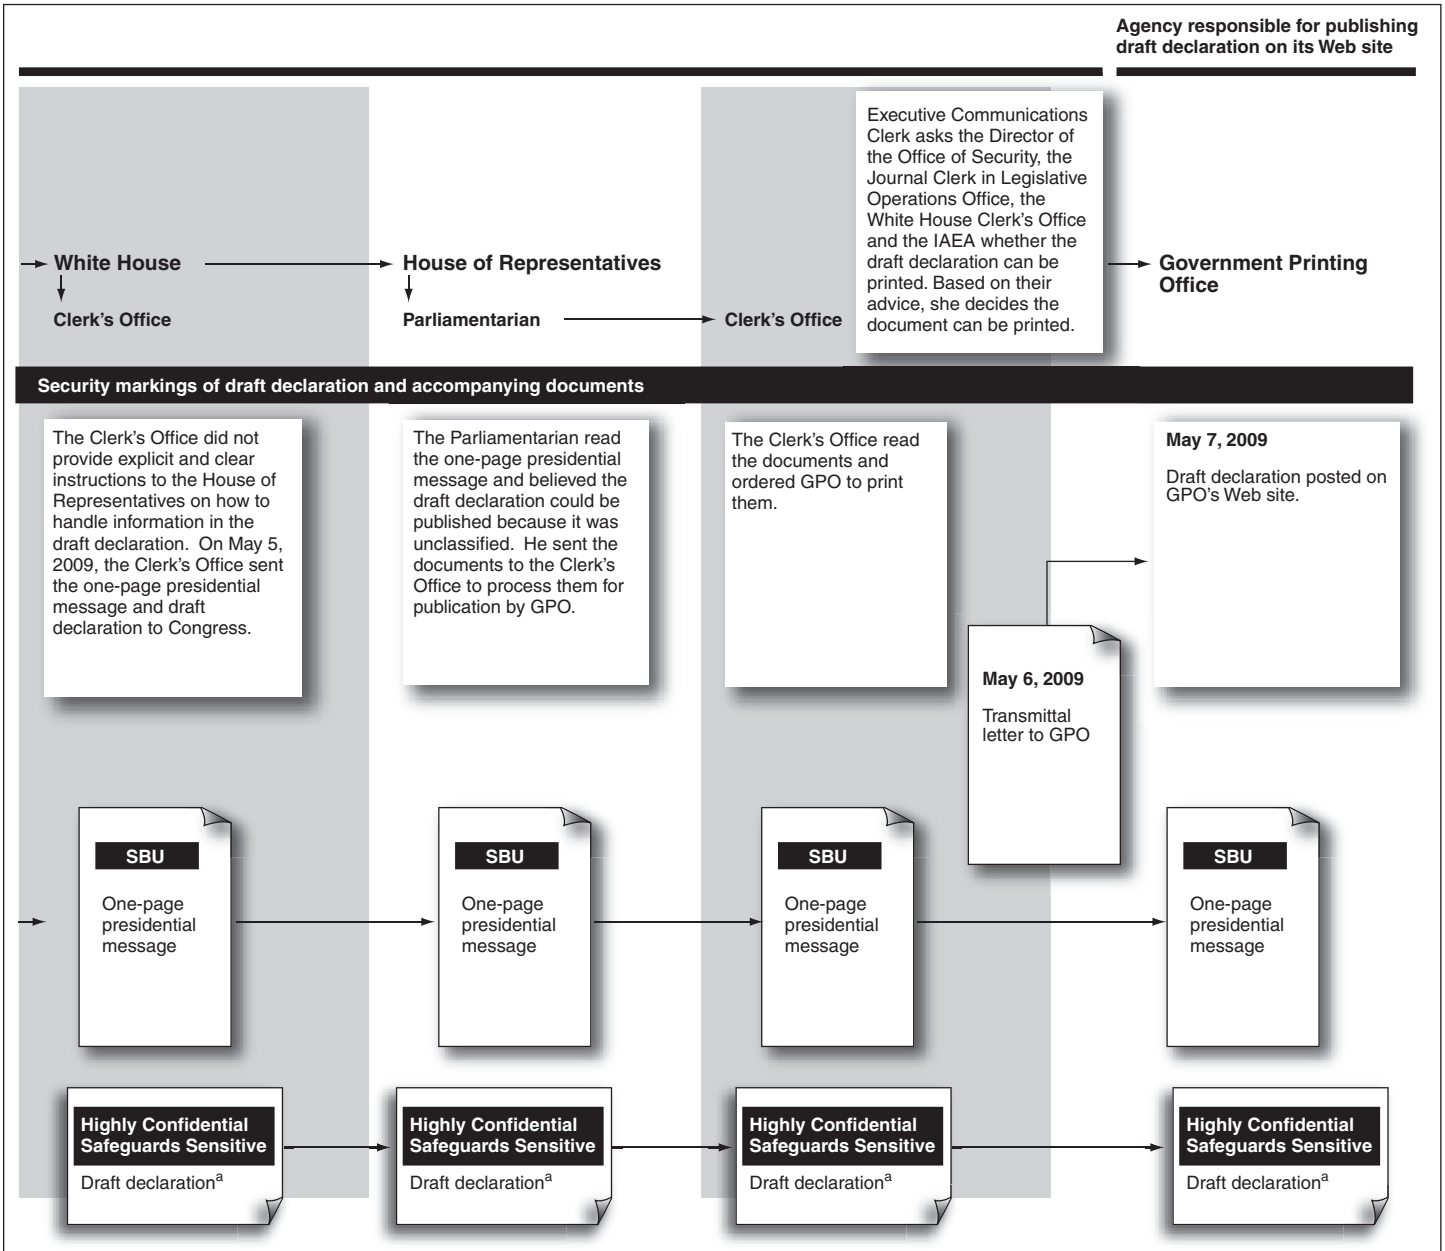 Agency responsible for publishing
draft declaration on its Web site
Executive Communications
Clerk asks the Director of
the Office of Security, the
Journal Clerk in Legislative
Operations Office, the
White House Clerk's Office
and the IAEA whether the
draft declaration can be
printed. Based on their
advice, she decides the
document can be printed.
White House
Clerk's Office
House of Representatives
Parliamentarian
Clerk's Office
Government Printing
Office
Security markings of draft declaration and accompanying documents
The Clerk's Office did not
provide explicit and clear
instructions to the House of
Representatives on how to
handle information in the
draft declaration. On May 5,
2009, the Clerk's Office sent
the one-page presidential
message and draft
declaration to Congress.
The Parliamentarian read
the one-page presidential
message and believed the
draft declaration could be
published because it was
unclassified. He sent the
documents to the Clerk's
Office to process them for
publication by GPO.
The Clerk's Office read
the documents and
ordered GPO to print
them.
May 7, 2009
Draft declaration posted on
GPO's Web site.
May 6, 2009
Transmittal
letter to GPO
SBU
One-page
presidential
message
SBU
One-page
presidential
message
SBU
One-page
presidential
message
SBU
One-page
presidential
message
Highly Confidential
Safeguards Sensitive
Draft declarationᵃ
Highly Confidential
Safeguards Sensitive
Draft declarationᵃ
Highly Confidential
Safeguards Sensitive
Draft declarationᵃ
Highly Confidential
Safeguards Sensitive
Draft declarationᵃ